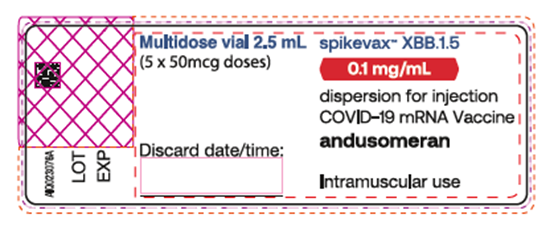 Multidose vial 2.5 mL
(5 x 50mcg doses)
Discard date/time:
spikevax™ XBB.1.5
0.1 mg/mL
dispersion for injection
COVID-19 mRNA Vaccine
andusomeran
Intramuscular use
LOT
EXP